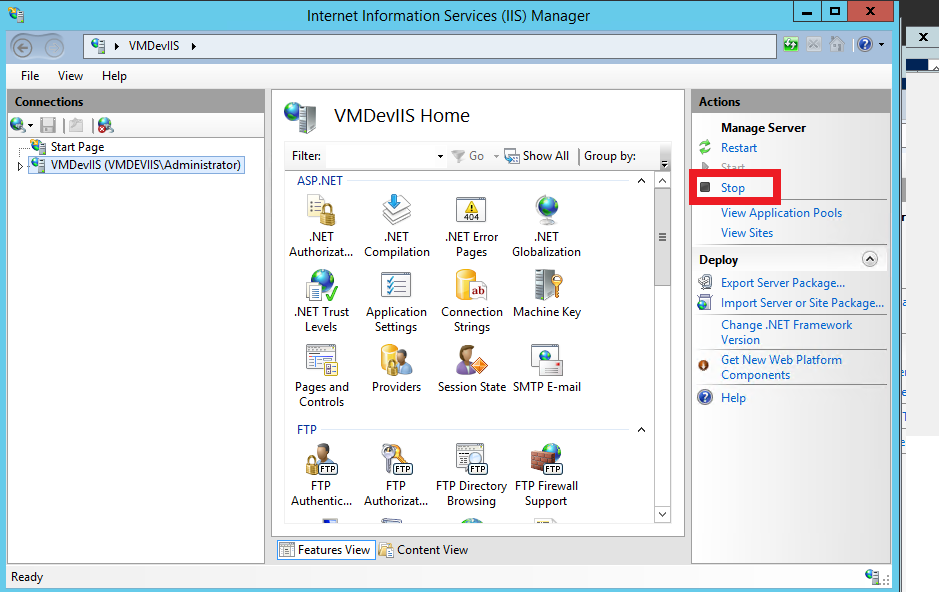 Internet Information Services (IIS) Manager
VMDevIIS
File View Help
Connections
Start Page
VMDevIIS (VMDEVIIS\Administrator)
VMDevIIS Home
Filter: Go Show All Group by:
ASP.NET
.NET Authorizat...
.NET Compilation
.NET Error Pages
.NET Globalization
.NET Trust Levels
Application Settings
Connection Strings
Machine Key
Pages and Controls
Providers
Session State
SMTP E-mail
FTP
FTP Authentic...
FTP Authorizat...
FTP Directory Browsing
FTP Firewall Support
Features View Content View
Actions
Manage Server
Restart
Start
Stop
View Application Pools
View Sites
Deploy
Export Server Package...
Import Server or Site Package...
Change .NET Framework
Version
Get New Web Platform
Components
Help
Ready